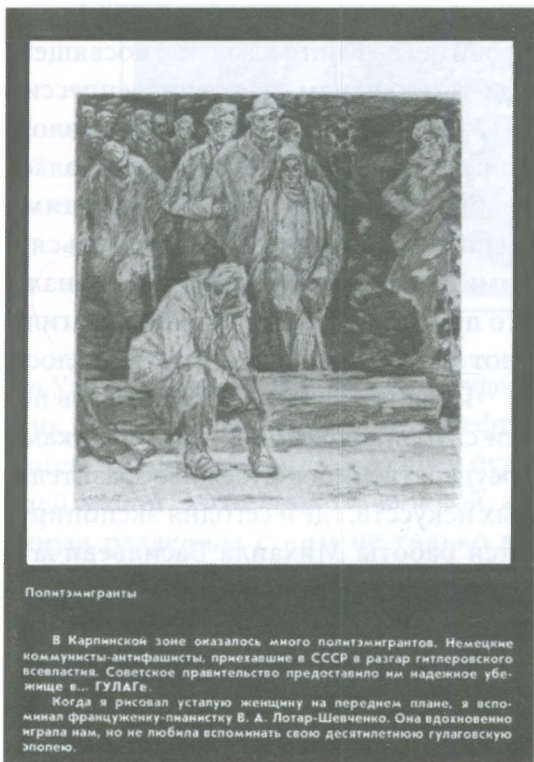 Политэмигранты
В Карпинской зоне оказалось много политэмигрантов. Немецкие
коммунисты-антифашисты, приехавшие в СССР в разгар гитлеровского
всевластия. Советское правительство предоставило им надежное убе-
жище в... ГУЛАГе.
Когда я рисовал усталую женщину на переднем плане, я вспо-
минал француженку-пианистку В. А. Лотар-Шевченко. Она вдохновенно
играла нам, но не любила вспоминать свою десятилетнюю гулаговскую
эпопею.